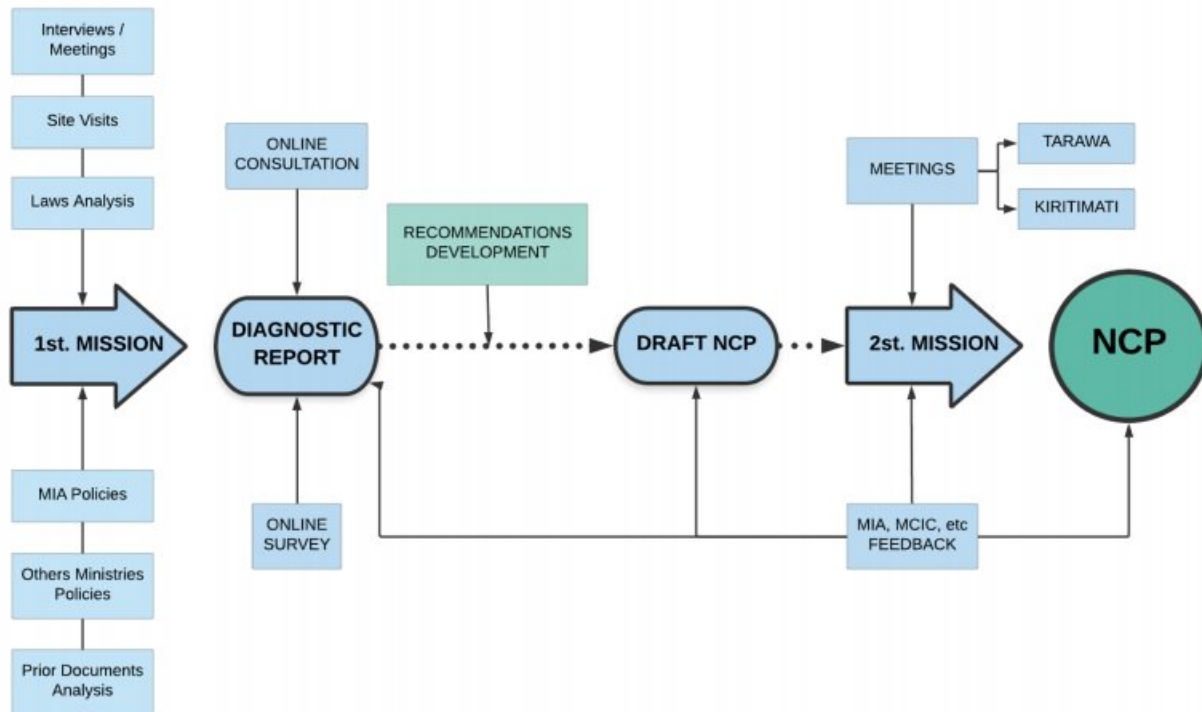 Interviews /
Meetings
Site Visits
Laws Analysis
ONLINE
CONSULTATION
RECOMMENDATIONS
DEVELOPMENT
MEETINGS
TARAWA
KIRITIMATI
1st. MISSION
DIAGNOSTIC
REPORT
DRAFT NCP
2st. MISSION
NCP
MIA Policies
Others Ministries
Policies
Prior Documents
Analysis
ONLINE
SURVEY
MIA, MCIC, etc
FEEDBACK